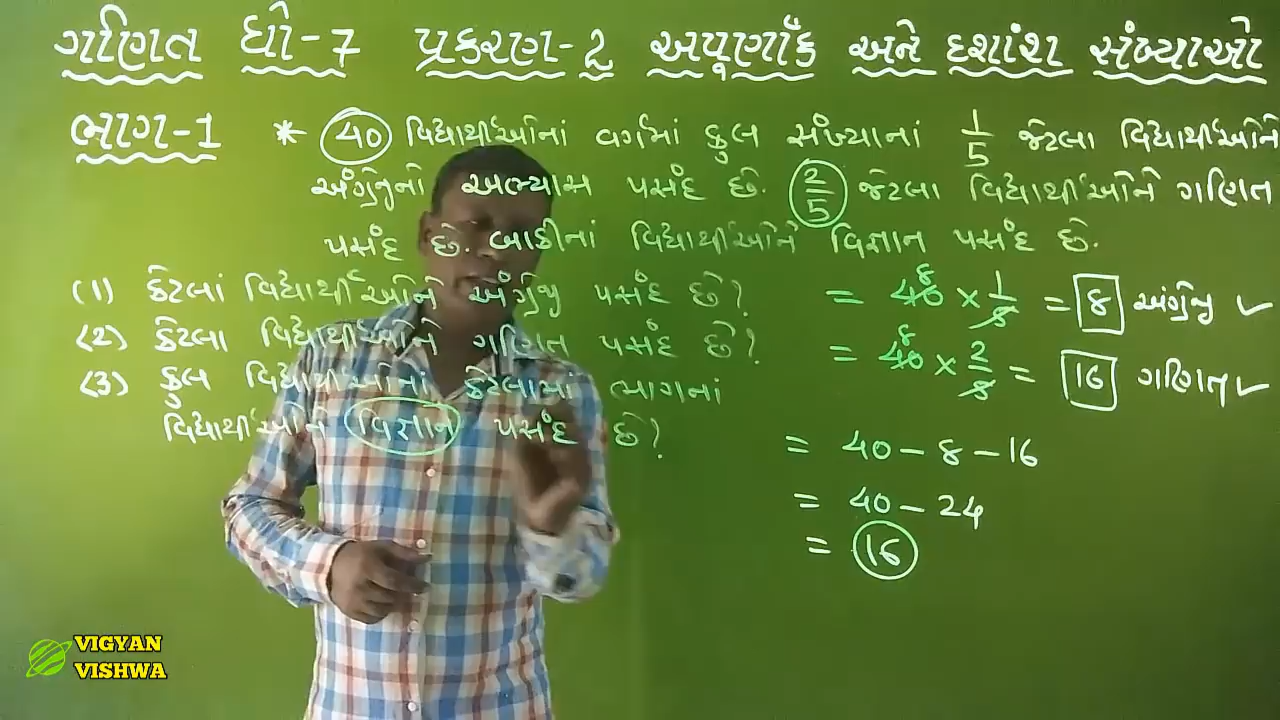 ગણિત ધો-7 પ્રકરણ-2 અપૂર્ણાંક અને દશાંશ સંખ્યાઓ
ભાગ-1 * 40 વિદ્યાર્થીઓનાં વર્ગમાં કુલ સંખ્યાનાં 1/5 જેટલા વિદ્યાર્થીઓને
અંગ્રેજીનો અભ્યાસ પસંદ છે. 2/5 જેટલા વિદ્યાર્થીઓને ગણિત
પસંદ છે. બાકીનાં વિદ્યાર્થીઓને વિજ્ઞાન પસંદ છે.
(1) કેટલાં વિદ્યાર્થીઓને અંગ્રેજી પસંદ છે? = 40 8 × 1/5 = 8 અંગ્રેજી ✓
(2) કેટલા વિદ્યાર્થીઓને ગણિત પસંદ છે? = 40 8 × 2/5 = 16 ગણિત ✓
(3) કુલ વિદ્યાર્થીઓનો કેટલામાં ભાગનાં
વિદ્યાર્થીઓને વિજ્ઞાન પસંદ છે?
= 40 - 8 - 16
= 40 - 24
= 16
VIGYAN
VISHWA